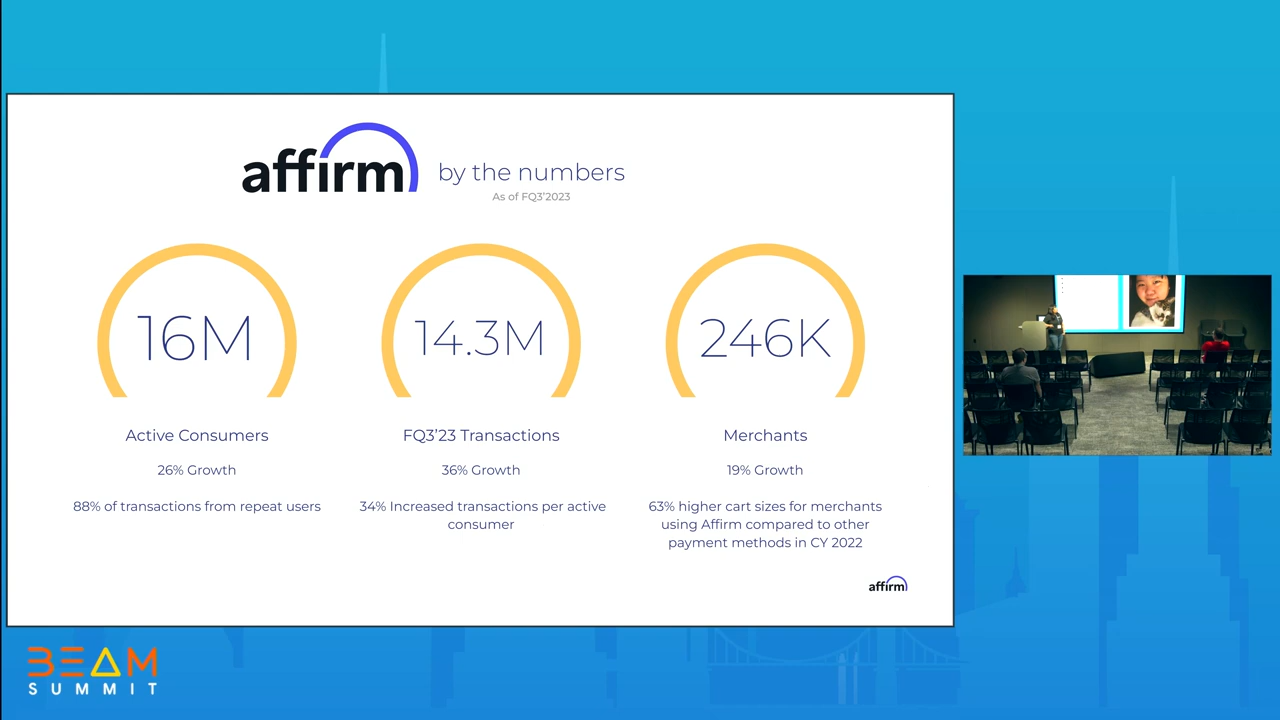 affirm by the numbers
As of FQ3'2023
16M
14.3M
246K
Active Consumers
FQ3'23 Transactions
Merchants
26% Growth
36% Growth
19% Growth
88% of transactions from repeat users
34% Increased transactions per active
consumer
63% higher cart sizes for merchants
using Affirm compared to other
payment methods in CY 2022
affirm
BEAM
SUMMIT